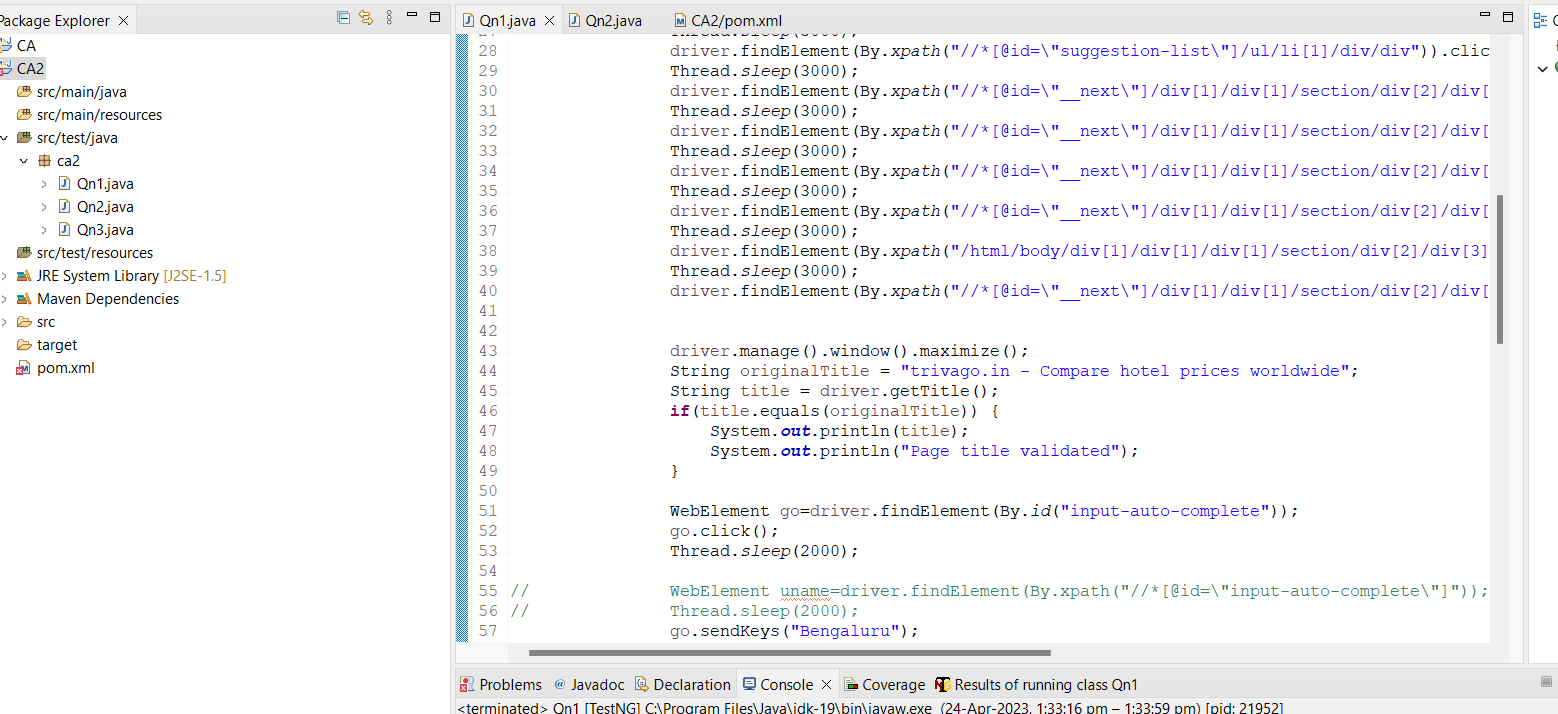 Package Explorer
CA
CA2
src/main/java
src/main/resources
src/test/java
ca2
Qn1.java
Qn2.java
Qn3.java
src/test/resources
JRE System Library [J2SE-1.5]
Maven Dependencies
src
target
pom.xml
Qn1.java Qn2.java CA2/pom.xml
28 driver.findElement(By.xpath("//*[@id=\"suggestion-list\"]/ul/li[1]/div/div")).clic
29 Thread.sleep(3000);
30 driver.findElement(By.xpath("//*[@id=\"__next\"]/div[1]/div[1]/section/div[2]/div[
31 Thread.sleep(3000);
32 driver.findElement(By.xpath("//*[@id=\"__next\"]/div[1]/div[1]/section/div[2]/div[
33 Thread.sleep(3000);
34 driver.findElement(By.xpath("//*[@id=\"__next\"]/div[1]/div[1]/section/div[2]/div[
35 Thread.sleep(3000);
36 driver.findElement(By.xpath("//*[@id=\"__next\"]/div[1]/div[1]/section/div[2]/div[
37 Thread.sleep(3000);
38 driver.findElement(By.xpath("/html/body/div[1]/div[1]/div[1]/section/div[2]/div[3]
39 Thread.sleep(3000);
40 driver.findElement(By.xpath("//*[@id=\"__next\"]/div[1]/div[1]/section/div[2]/div[
41
42
43 driver.manage().window().maximize();
44 String originalTitle = "trivago.in - Compare hotel prices worldwide";
45 String title = driver.getTitle();
46 if(title.equals(originalTitle)) {
47 System.out.println(title);
48 System.out.println("Page title validated");
49 }
50
51 WebElement go=driver.findElement(By.id("input-auto-complete"));
52 go.click();
53 Thread.sleep(2000);
54
55 // WebElement uname=driver.findElement(By.xpath("//*[@id=\"input-auto-complete\"]"));
56 // Thread.sleep(2000);
57 go.sendKeys("Bengaluru");
Problems @ Javadoc Declaration Console Coverage Results of running class Qn1
<terminated> Qn1 [TestNG] C:\Program Files\Java\jdk-19\bin\javaw.exe (24-Apr-2023, 1:33:16 pm – 1:33:59 pm) [pid: 21952]